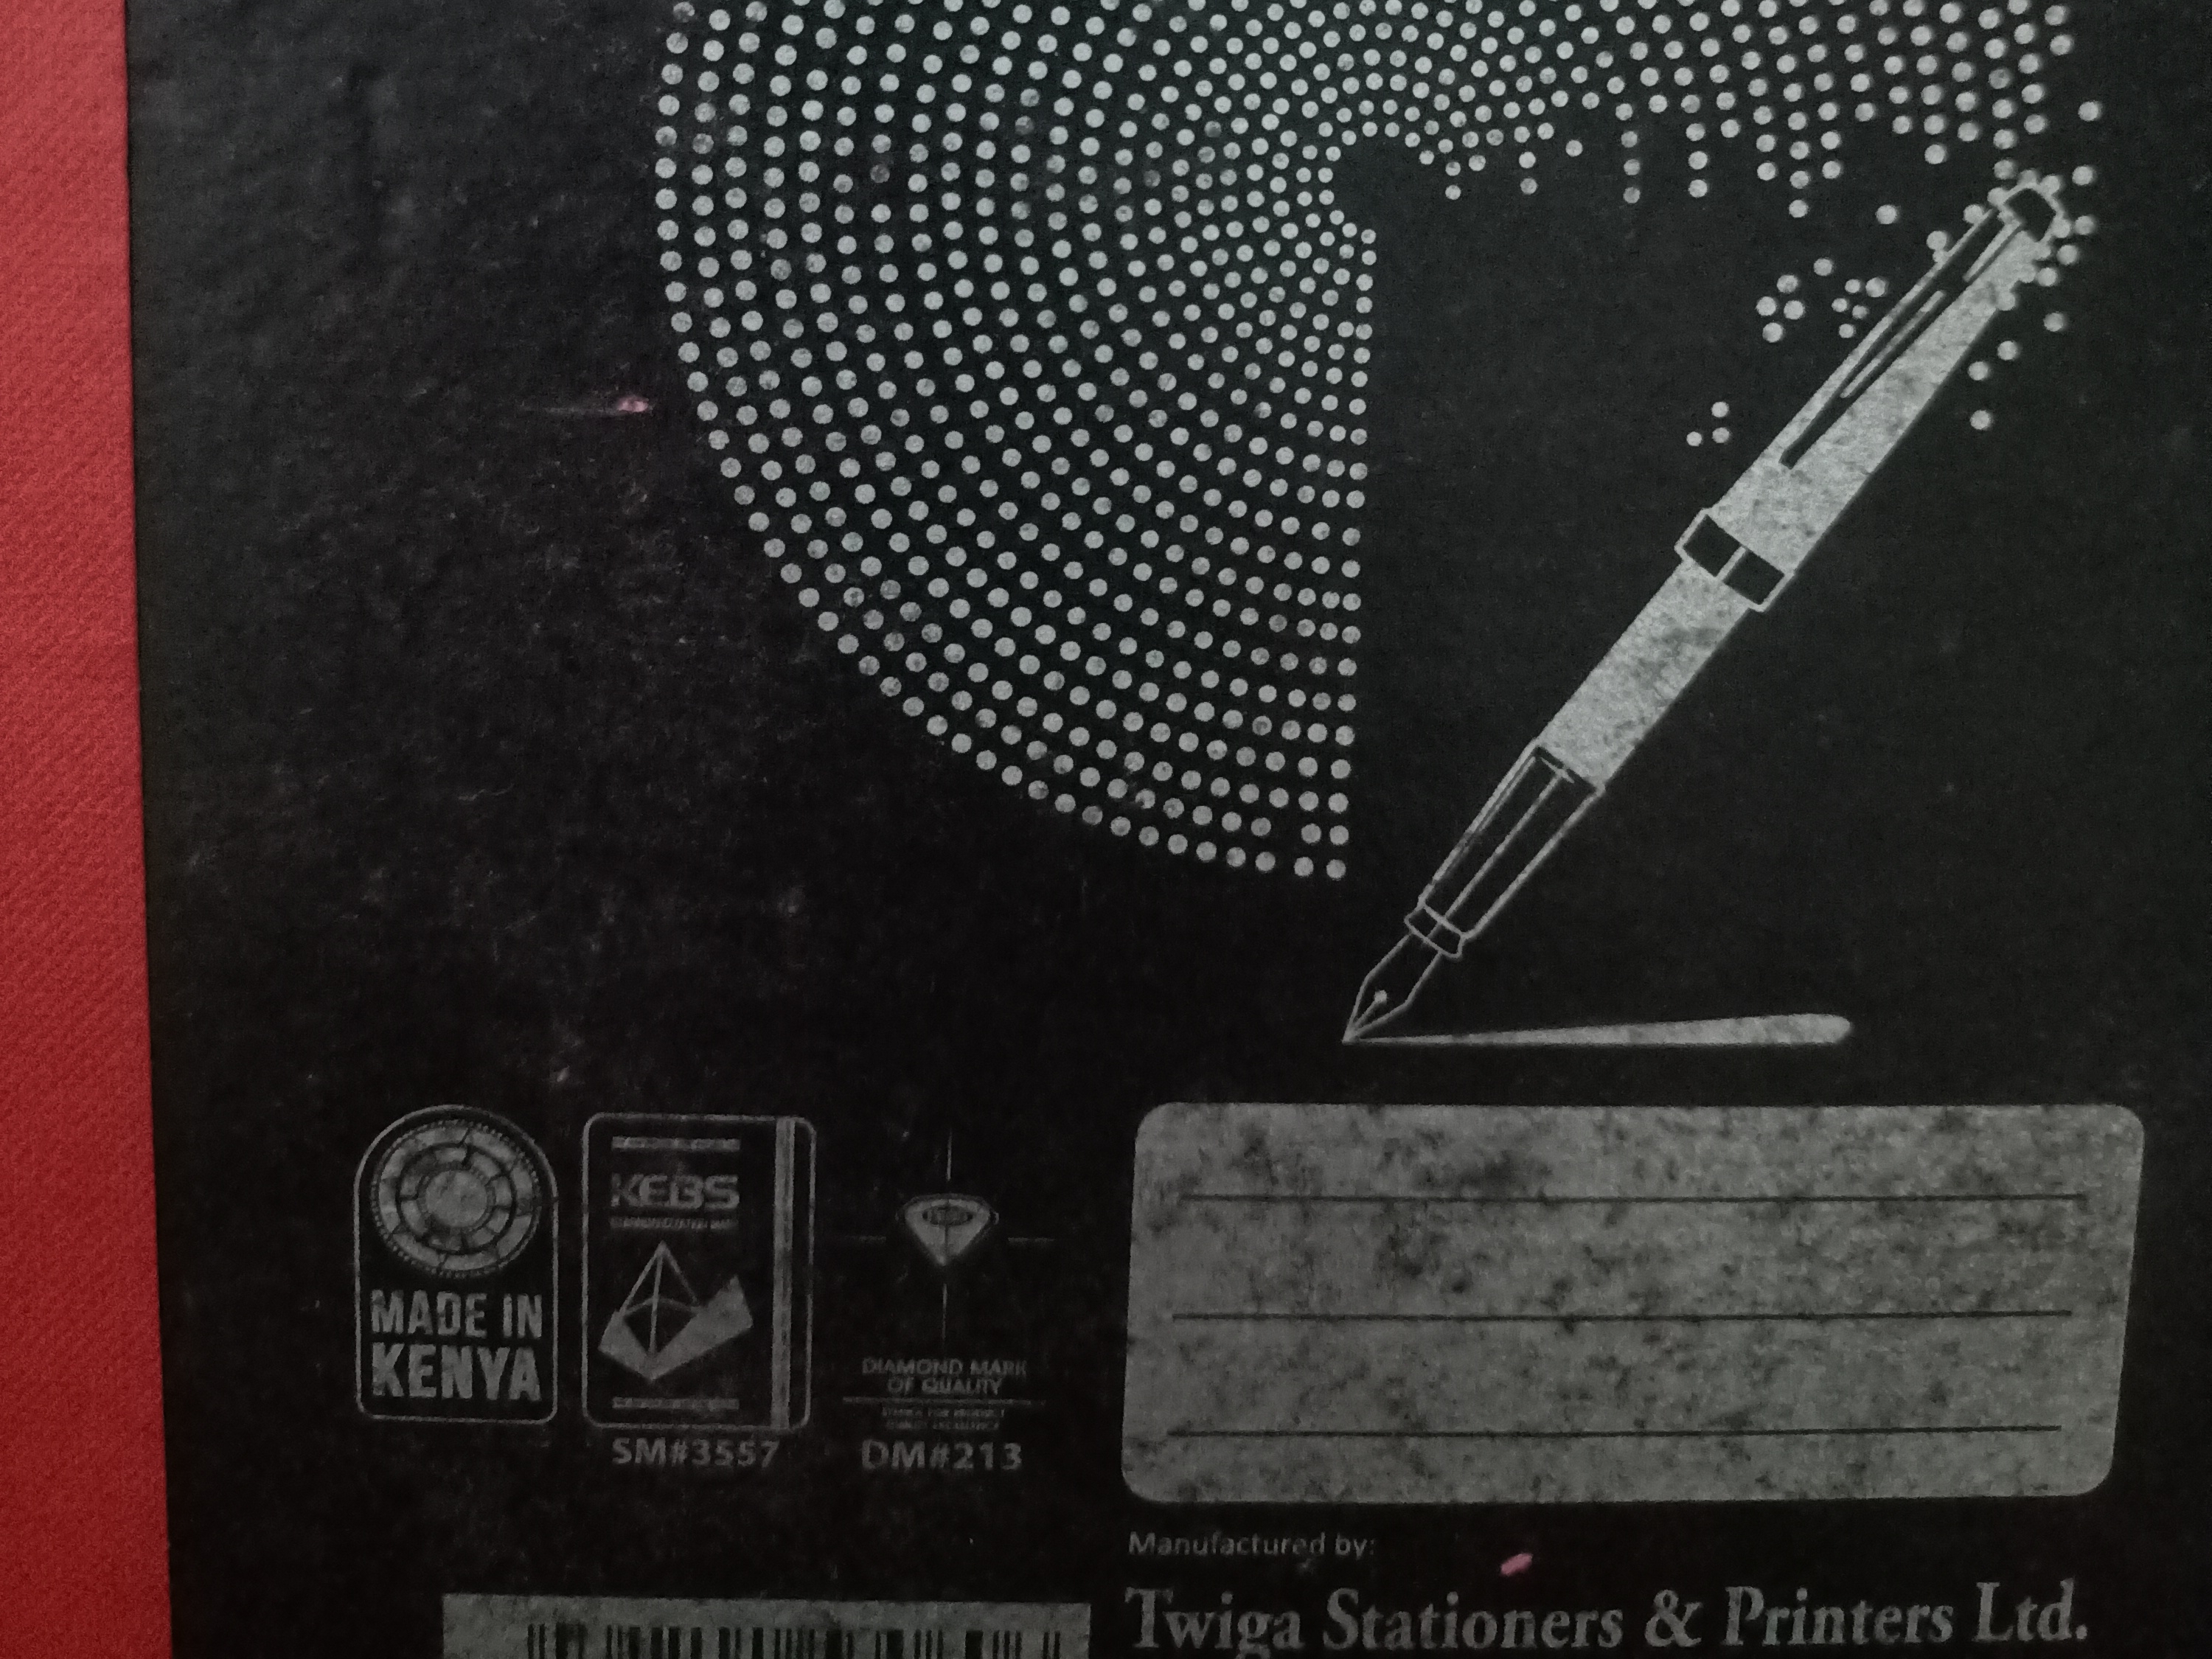 MADE IN
KENYA
KEBS
SM#3557
DIAMOND MARK
OF QUALITY
DM#213
Manufactured by:
Twiga Stationers & Printers Ltd.